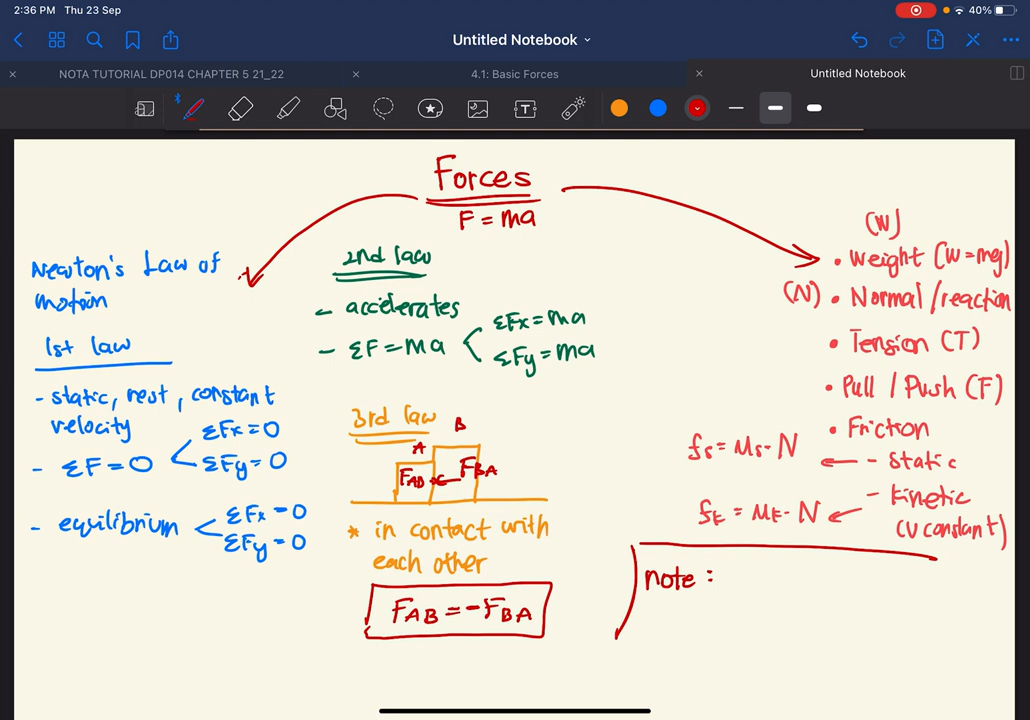 2:36 PM Thu 23 Sep
40%
Untitled Notebook
NOTA TUTORIAL DP014 CHAPTER 5 21_22
4.1: Basic Forces
Untitled Notebook
Forces
F = ma
Newton's Law of
motion
1st law
- static, rest, constant
velocity
- ΣF = 0
ΣFx = 0
ΣFy = 0
- equilibrium
ΣFx = 0
ΣFy = 0
2nd law
- accelerates
- ΣF = ma
ΣFx = ma
ΣFy = ma
3rd law
A
B
FAB
FBA
* in contact with
each other
FAB = -FBA
(W)
• Weight (W=mg)
(N) • Normal/reaction
• Tension (T)
• Pull / Push (F)
• Friction
fs = μs · N
← - static
fk = μk · N
← - kinetic
(v constant)
note :